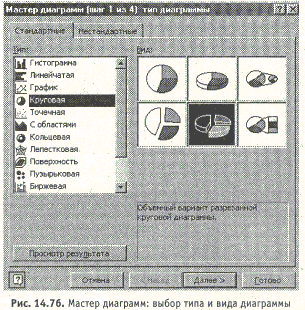 Мастер диаграмм (шаг 1 из 4): тип диаграммы
Стандартные
Нестандартные
Тип:
Вид:
Гистограмма
Линейчатая
График
Круговая
Точечная
С областями
Кольцевая
Лепестковая
Поверхность
Пузырьковая
Биржевая
Объемный вариант разрезанной
круговой диаграммы.
Просмотр результата
Отмена
< Назад
Далее >
Готово
Рис. 14.76. Мастер диаграмм: выбор типа и вида диаграммы